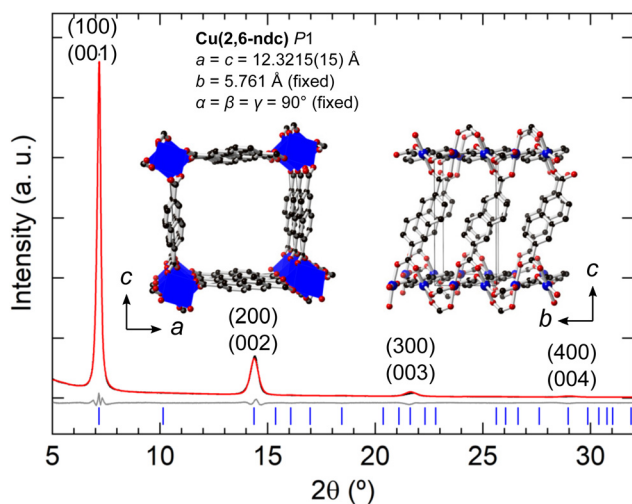 (100)
(001)
Cu(2,6-ndc) P1
a = c = 12.3215(15) Å
b = 5.761 Å (fixed)
α = β = γ = 90° (fixed)
Intensity (a. u.)
c
a
c
b
(200)
(002)
(300)
(003)
(400)
(004)
5 10 15 20 25 30
2θ (º)